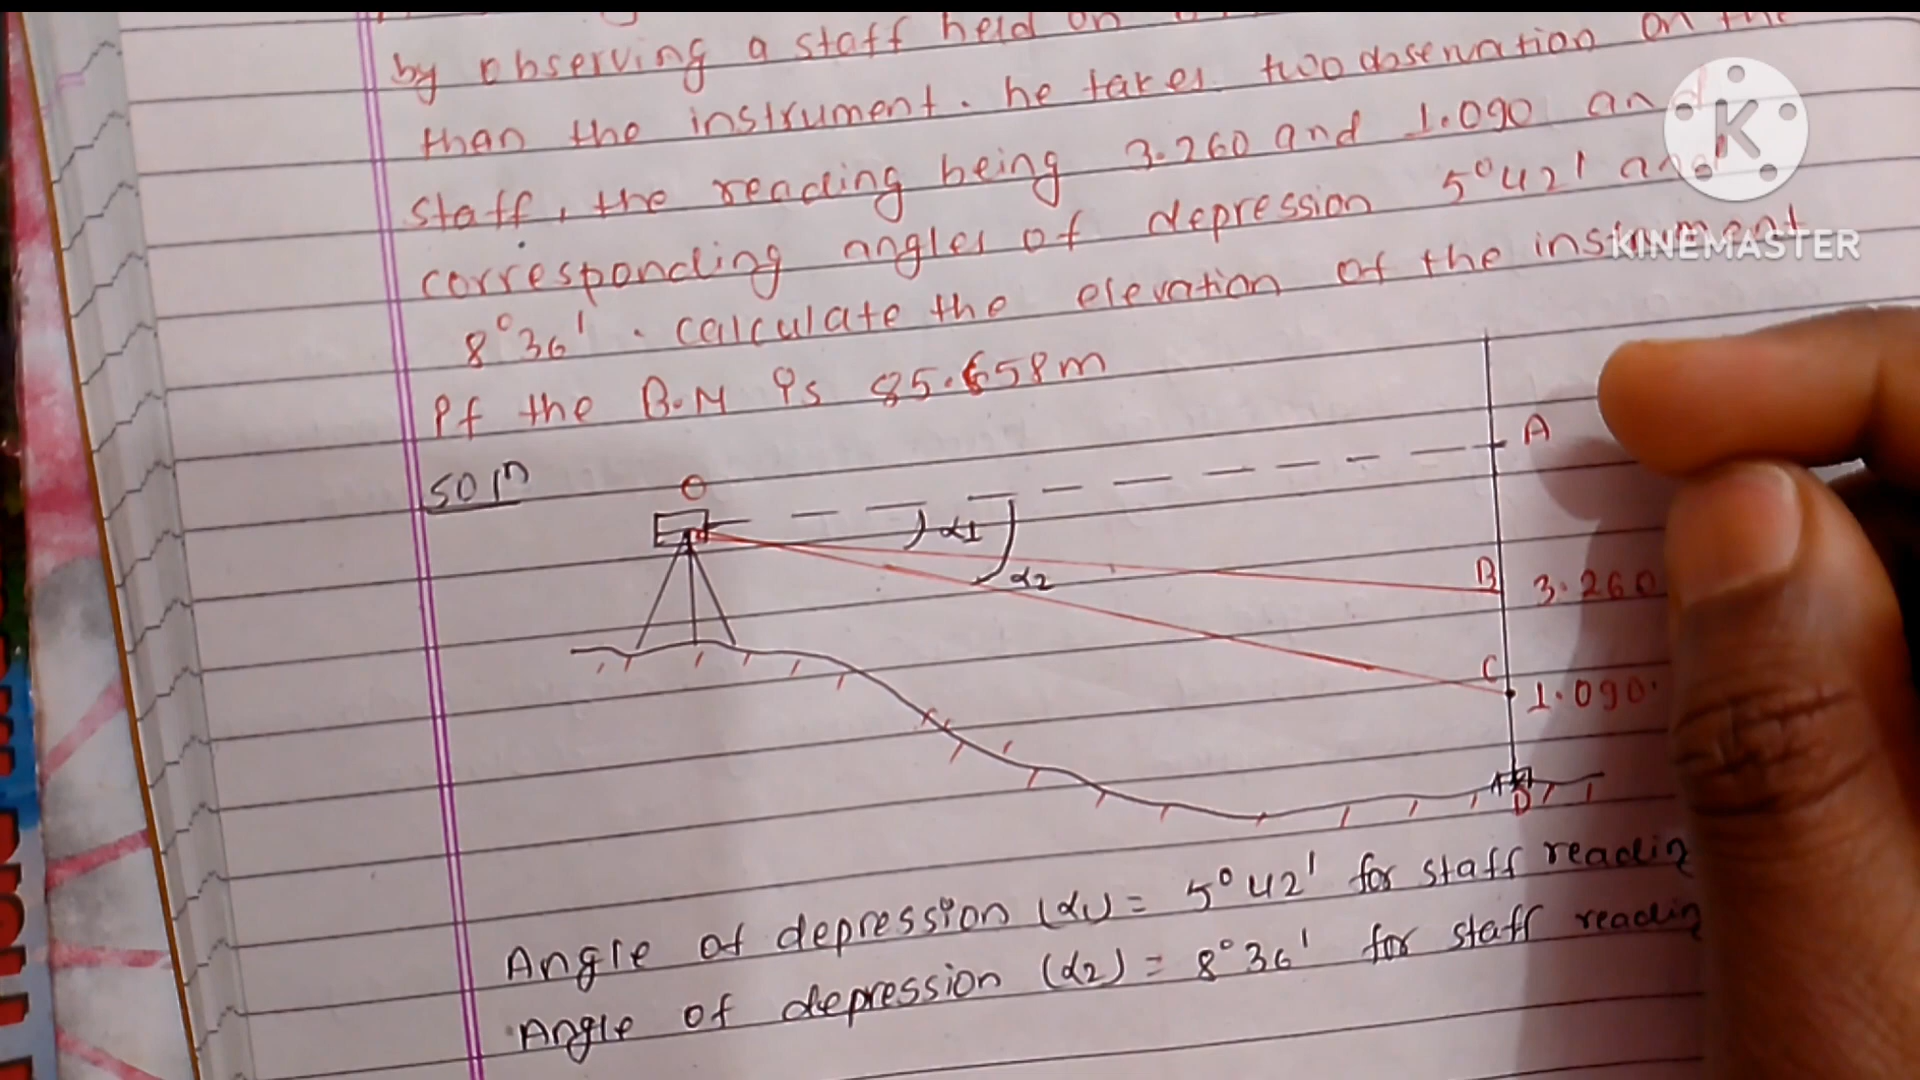 by observing a staff held on
than the instrument. he takes two observation on the
staff, the reading being 3.260 and 1.090 and
corresponding angles of depression 5°42' and
8°36'. calculate the elevation of the instrument
if the B.M is 85.658m
K
KINEMASTER
Soln
O
A
α1
α2
B 3.260
C 1.090
D
Angle of depression (α1) = 5°42' for staff reading
Angle of depression (α2) = 8°36' for staff reading